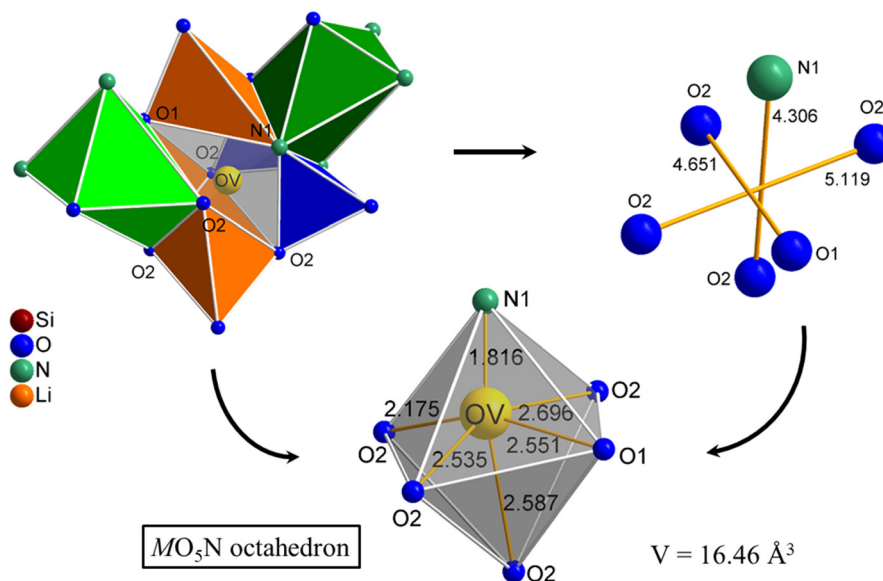 O1
N1
O2
OV
O2
O2
O2
Si
O
N
Li
N1
O2
4.306
O2
4.651
5.119
O2
O2
O1
N1
1.816
O2
2.175
OV
2.696
O2
2.535
2.551
O1
O2
2.587
O2
MO₅N octahedron
V = 16.46 Å³